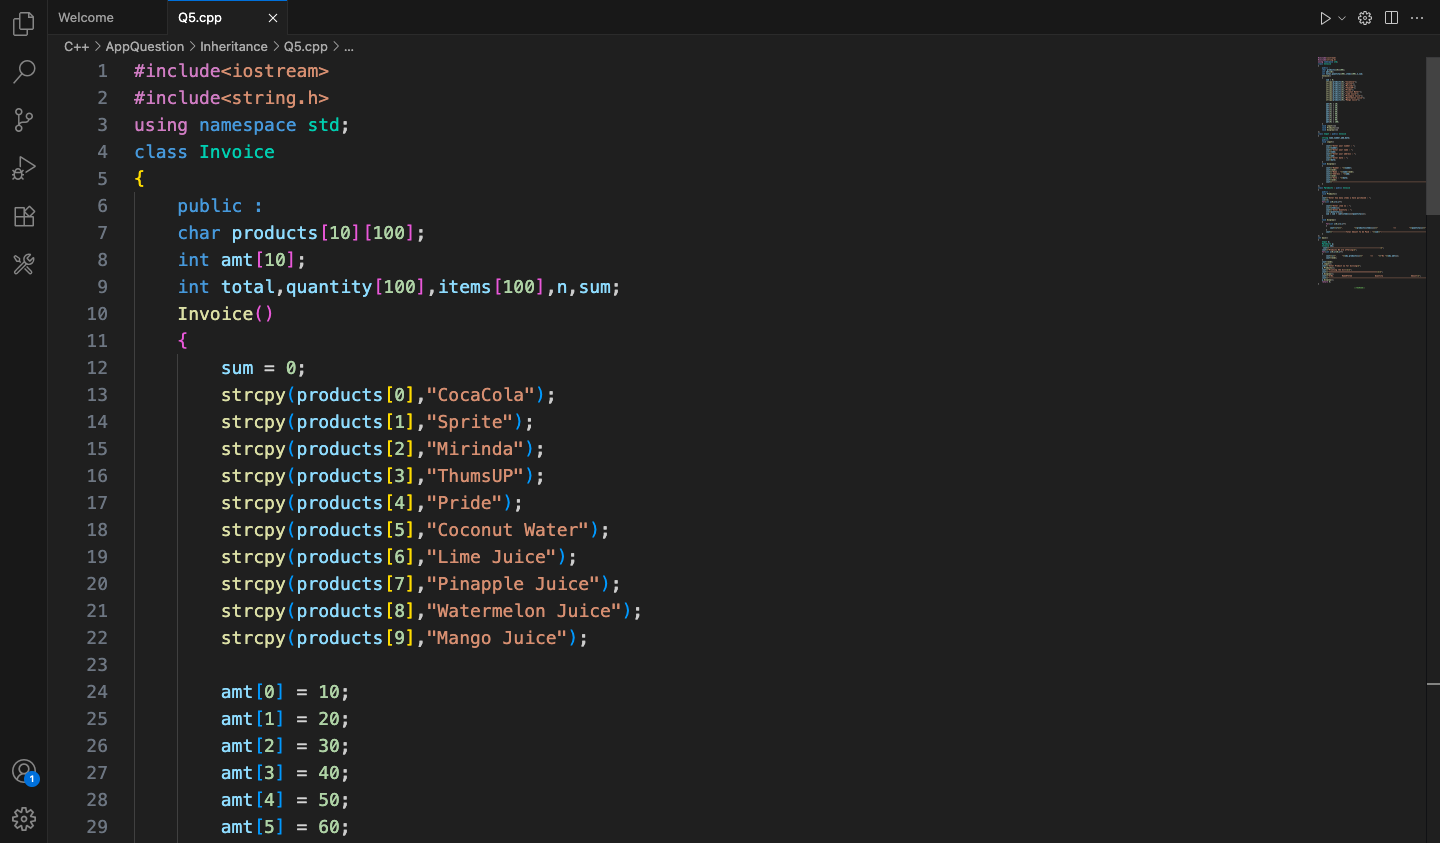 Welcome
Q5.cpp
C++ > AppQuestion > Inheritance > Q5.cpp > ...
1 #include<iostream>
2 #include<string.h>
3 using namespace std;
4 class Invoice
5 {
6 public :
7 char products[10][100];
8 int amt[10];
9 int total,quantity[100],items[100],n,sum;
10 Invoice()
11 {
12 sum = 0;
13 strcpy(products[0],"CocaCola");
14 strcpy(products[1],"Sprite");
15 strcpy(products[2],"Mirinda");
16 strcpy(products[3],"ThumsUP");
17 strcpy(products[4],"Pride");
18 strcpy(products[5],"Coconut Water");
19 strcpy(products[6],"Lime Juice");
20 strcpy(products[7],"Pinapple Juice");
21 strcpy(products[8],"Watermelon Juice");
22 strcpy(products[9],"Mango Juice");
23
24 amt[0] = 10;
25 amt[1] = 20;
26 amt[2] = 30;
27 amt[3] = 40;
28 amt[4] = 50;
29 amt[5] = 60;
1